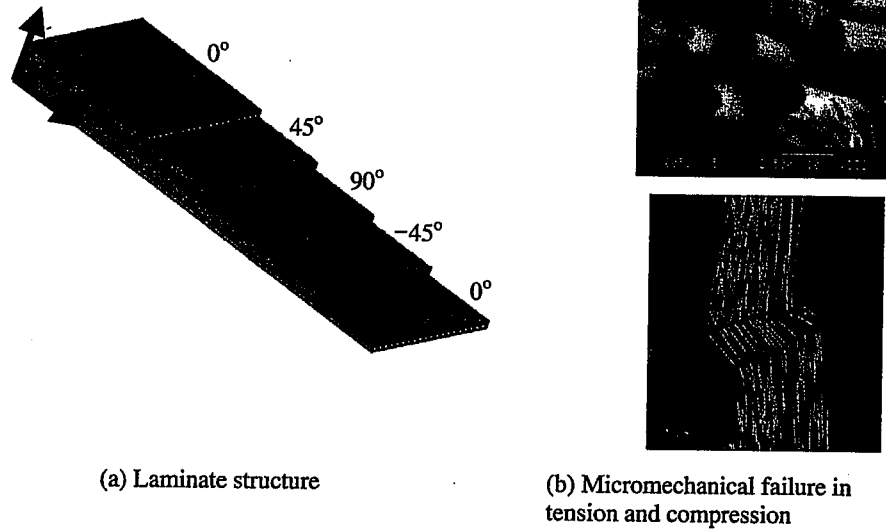 0°
45°
90°
−45°
0°
(a) Laminate structure
(b) Micromechanical failure in
tension and compression